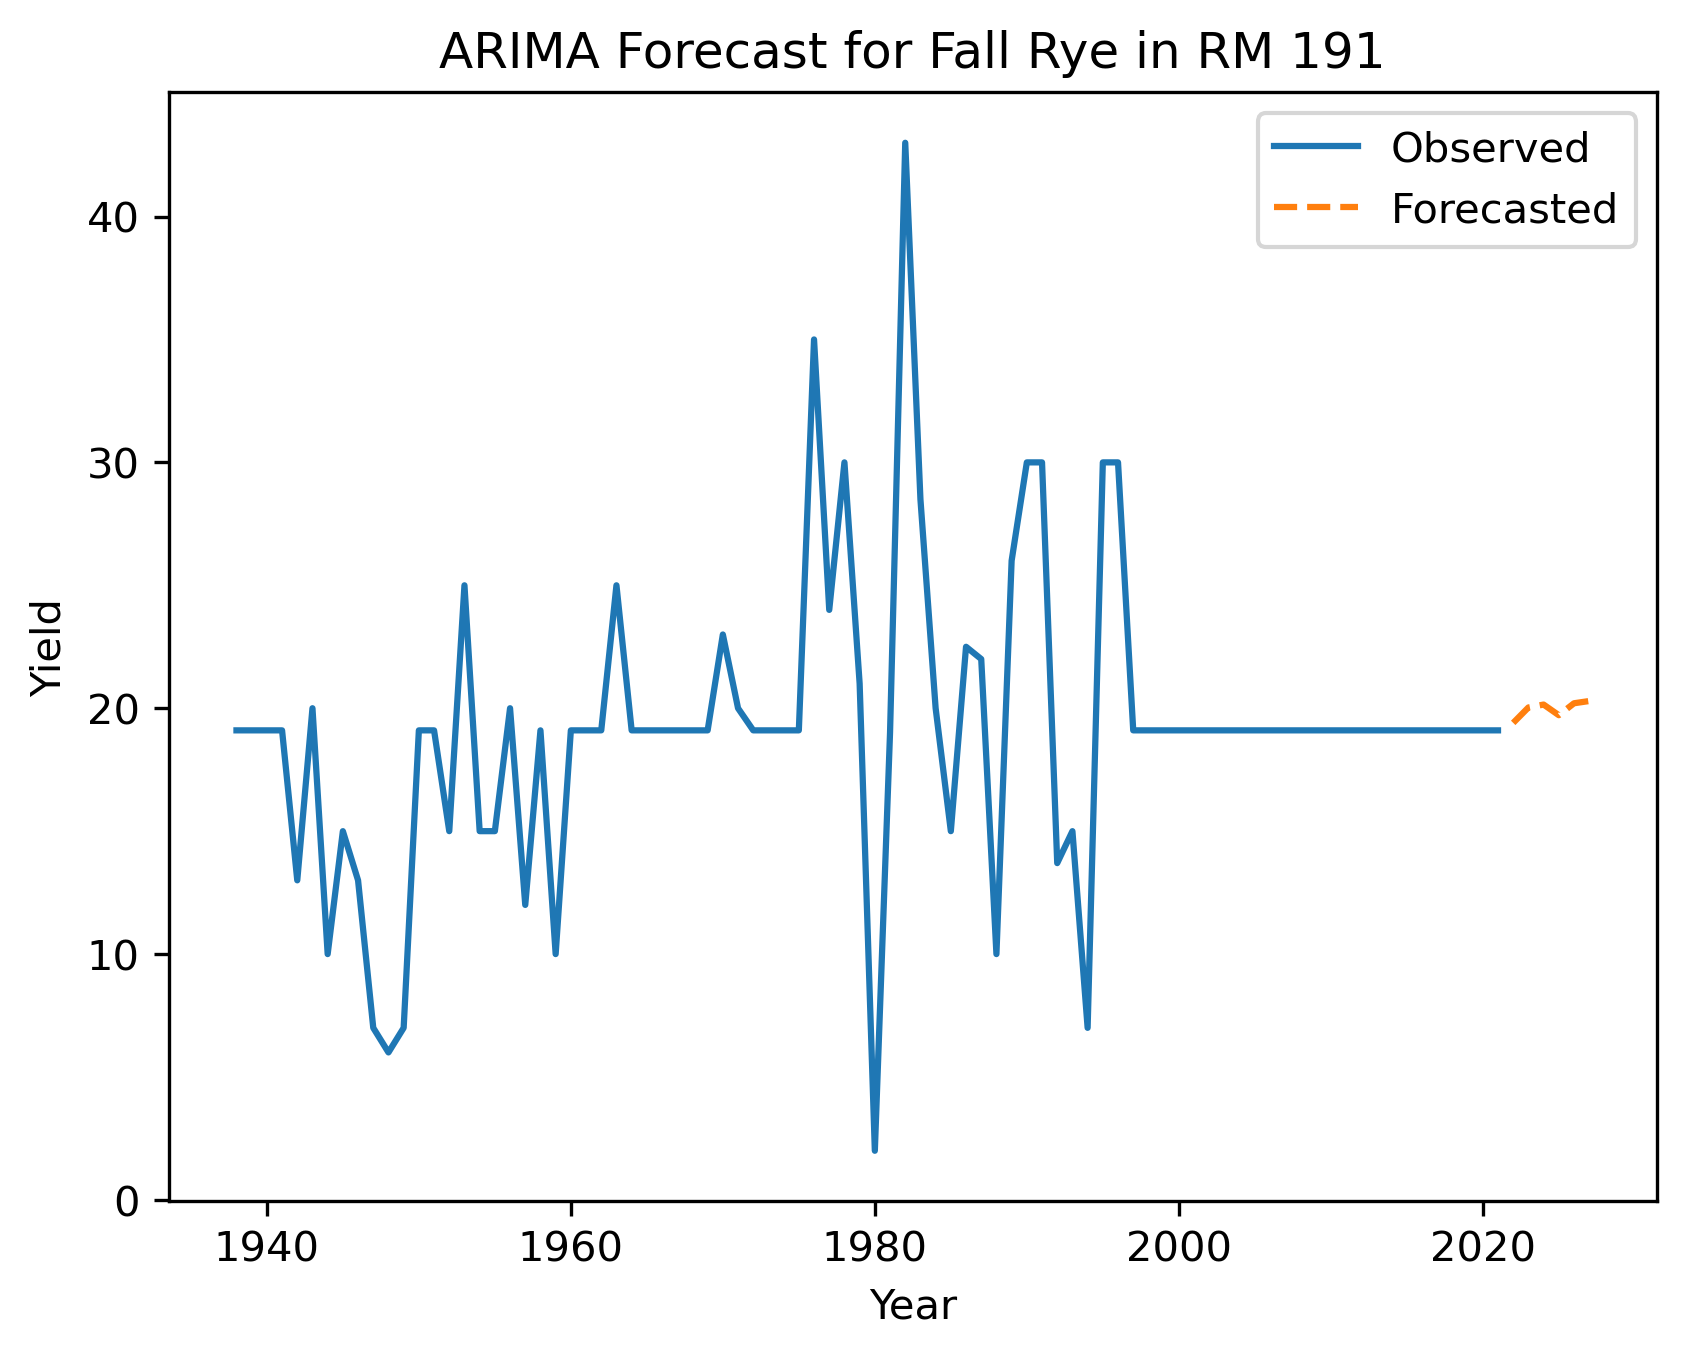 ARIMA Forecast for Fall Rye in RM 191
Observed
Forecasted
40
30
20
10
0
Yield
1940 1960 1980 2000 2020
Year